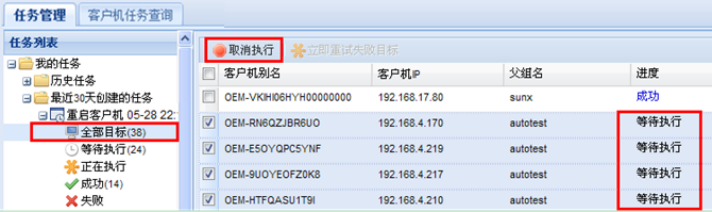 任务管理 客户机任务查询
任务列表
我的任务
历史任务
最近30天创建的任务
重启客户机 05-28 22:
全部目标(38)
等待执行(24)
正在执行
成功(14)
失败
取消执行 立即重试失败目标
客户机别名 客户机IP 父组名 进度
OEM-VKIHI06HYH00000000 192.168.17.80 sunx 成功
OEM-RN6QZJBR6UO 192.168.4.170 autotest 等待执行
OEM-E5OYQPC5YNF 192.168.4.219 autotest 等待执行
OEM-9UOYEOFZ0K8 192.168.4.217 autotest 等待执行
OEM-HTFQASU1T9I 192.168.4.210 autotest 等待执行